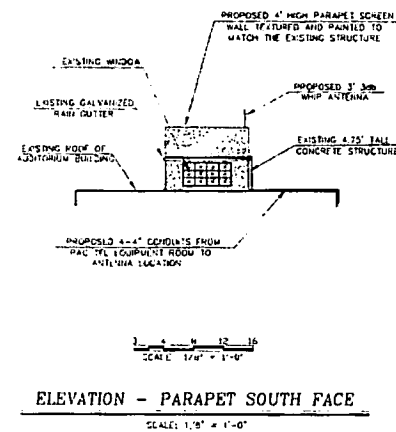 PROPOSED 4' HIGH PARAPET SCREEN
WALL TEXTURED AND PAINTED TO
MATCH THE EXISTING STRUCTURE
EXISTING WINDOW
PROPOSED 3' 3db
WHIP ANTENNA
EXISTING GALVANIZED
RAIN GUTTER
EXISTING ROOF OF
AUDITORIUM BUILDING
EXISTING 4.75' TALL
CONCRETE STRUCTURE
PROPOSED 4-4" CONDUITS FROM
PAC TEL EQUIPMENT ROOM TO
ANTENNA LOCATION
4 8 12 16
SCALE: 1/8" = 1'-0"
ELEVATION - PARAPET SOUTH FACE
SCALE: 1/8" = 1'-0"